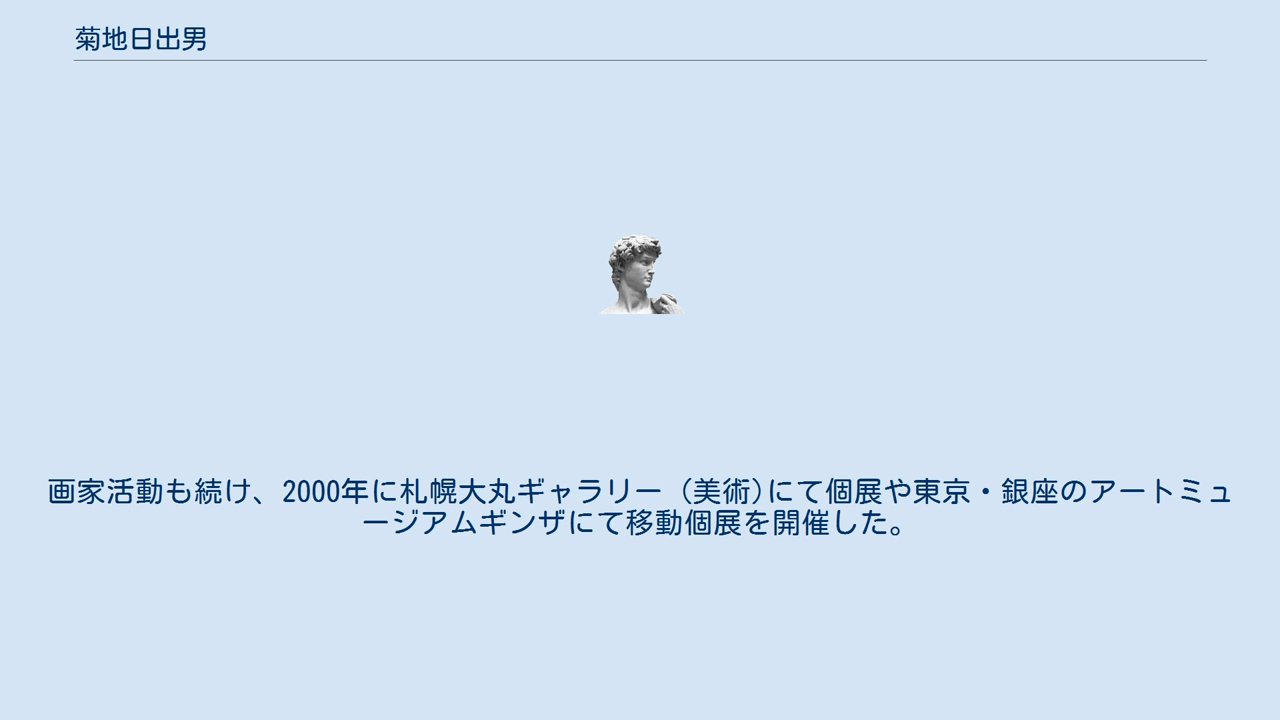 菊地日出男
画家活動も続け、2000年に札幌大丸ギャラリー（美術)にて個展や東京・銀座のアートミュ
ージアムギンザにて移動個展を開催した。